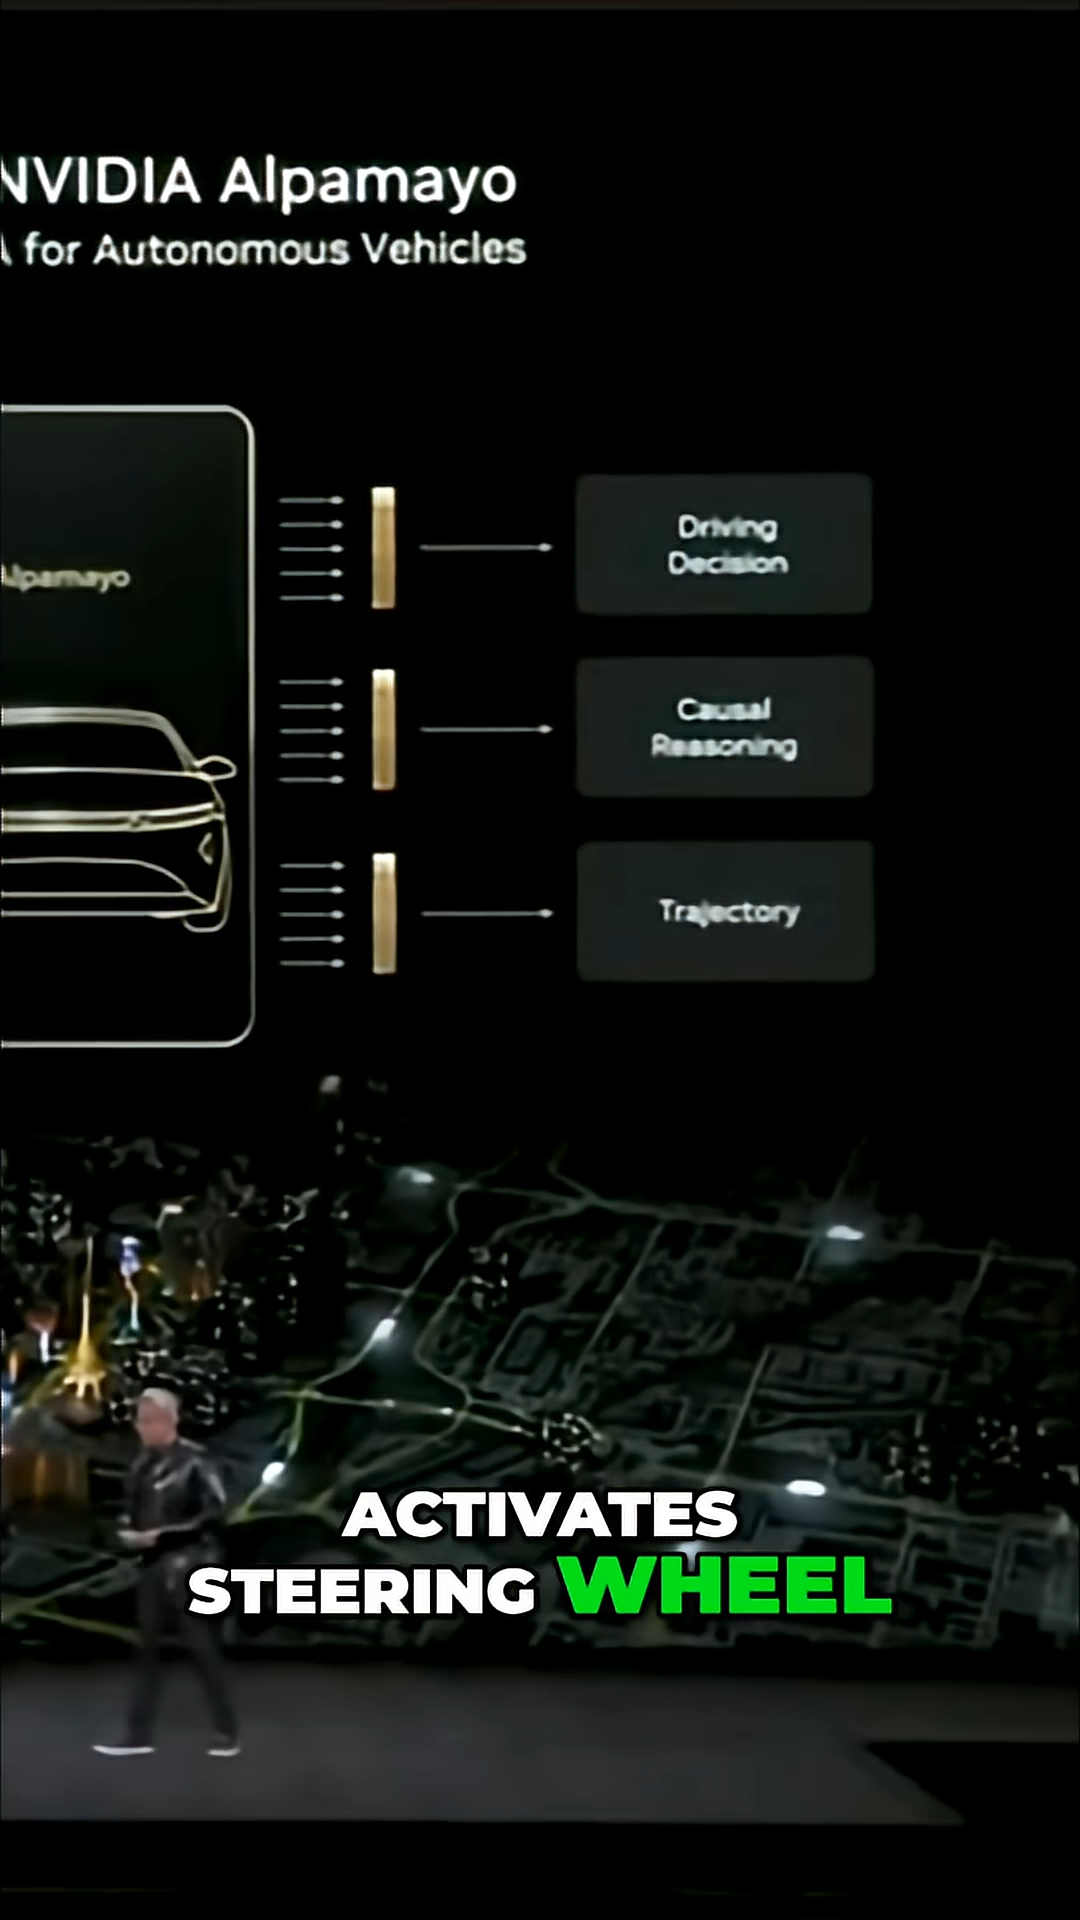 NVIDIA Alpamayo
for Autonomous Vehicles
Alpamayo
Driving
Decision
Causal
Reasoning
Trajectory
ACTIVATES
STEERING WHEEL